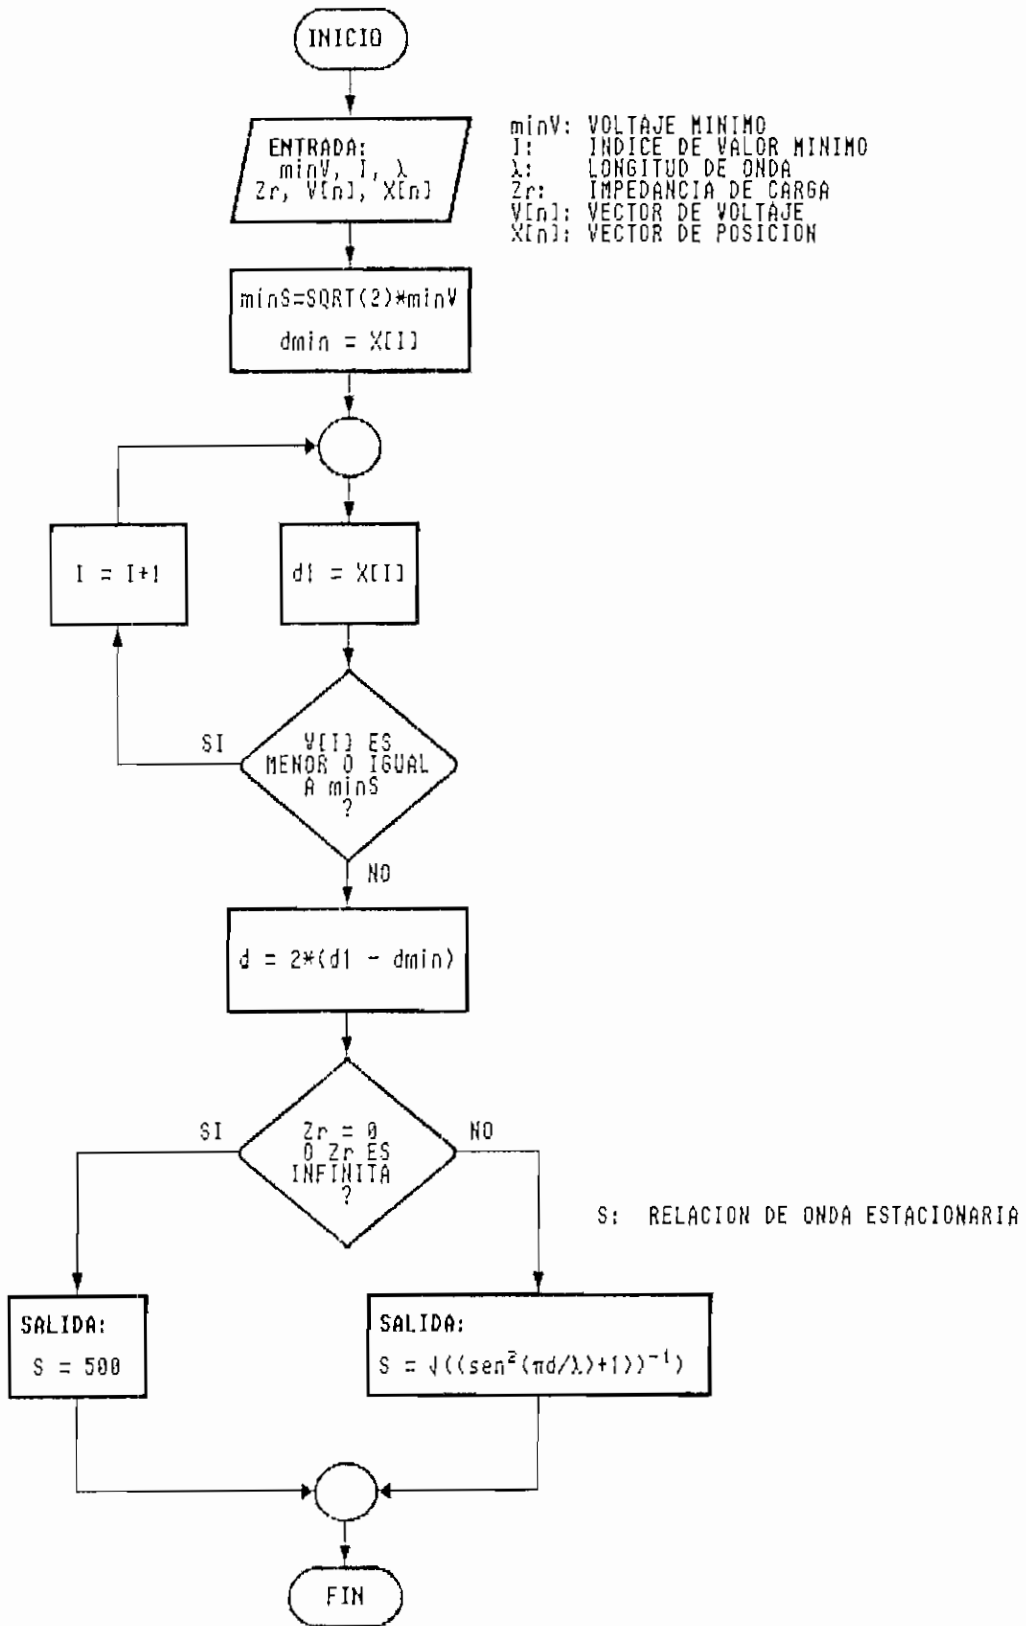 INICIO
ENTRADA:
minV, I, λ
Zr, V[n], X[n]
minV: VOLTAJE MINIMO
I: INDICE DE VALOR MINIMO
λ: LONGITUD DE ONDA
Zr: IMPEDANCIA DE CARGA
V[n]: VECTOR DE VOLTAJE
X[n]: VECTOR DE POSICION
minS=SQRT(2)*minV
dmin = X[I]
I = I+1
d1 = X[I]
SI
V[I] ES
MENOR O IGUAL
A minS
?
NO
d = 2*(d1 - dmin)
SI
Zr = 0
O Zr ES
INFINITA
?
NO
S: RELACION DE ONDA ESTACIONARIA
SALIDA:
S = 500
SALIDA:
S = √((sen²(πd/λ)+1))⁻¹)
FIN